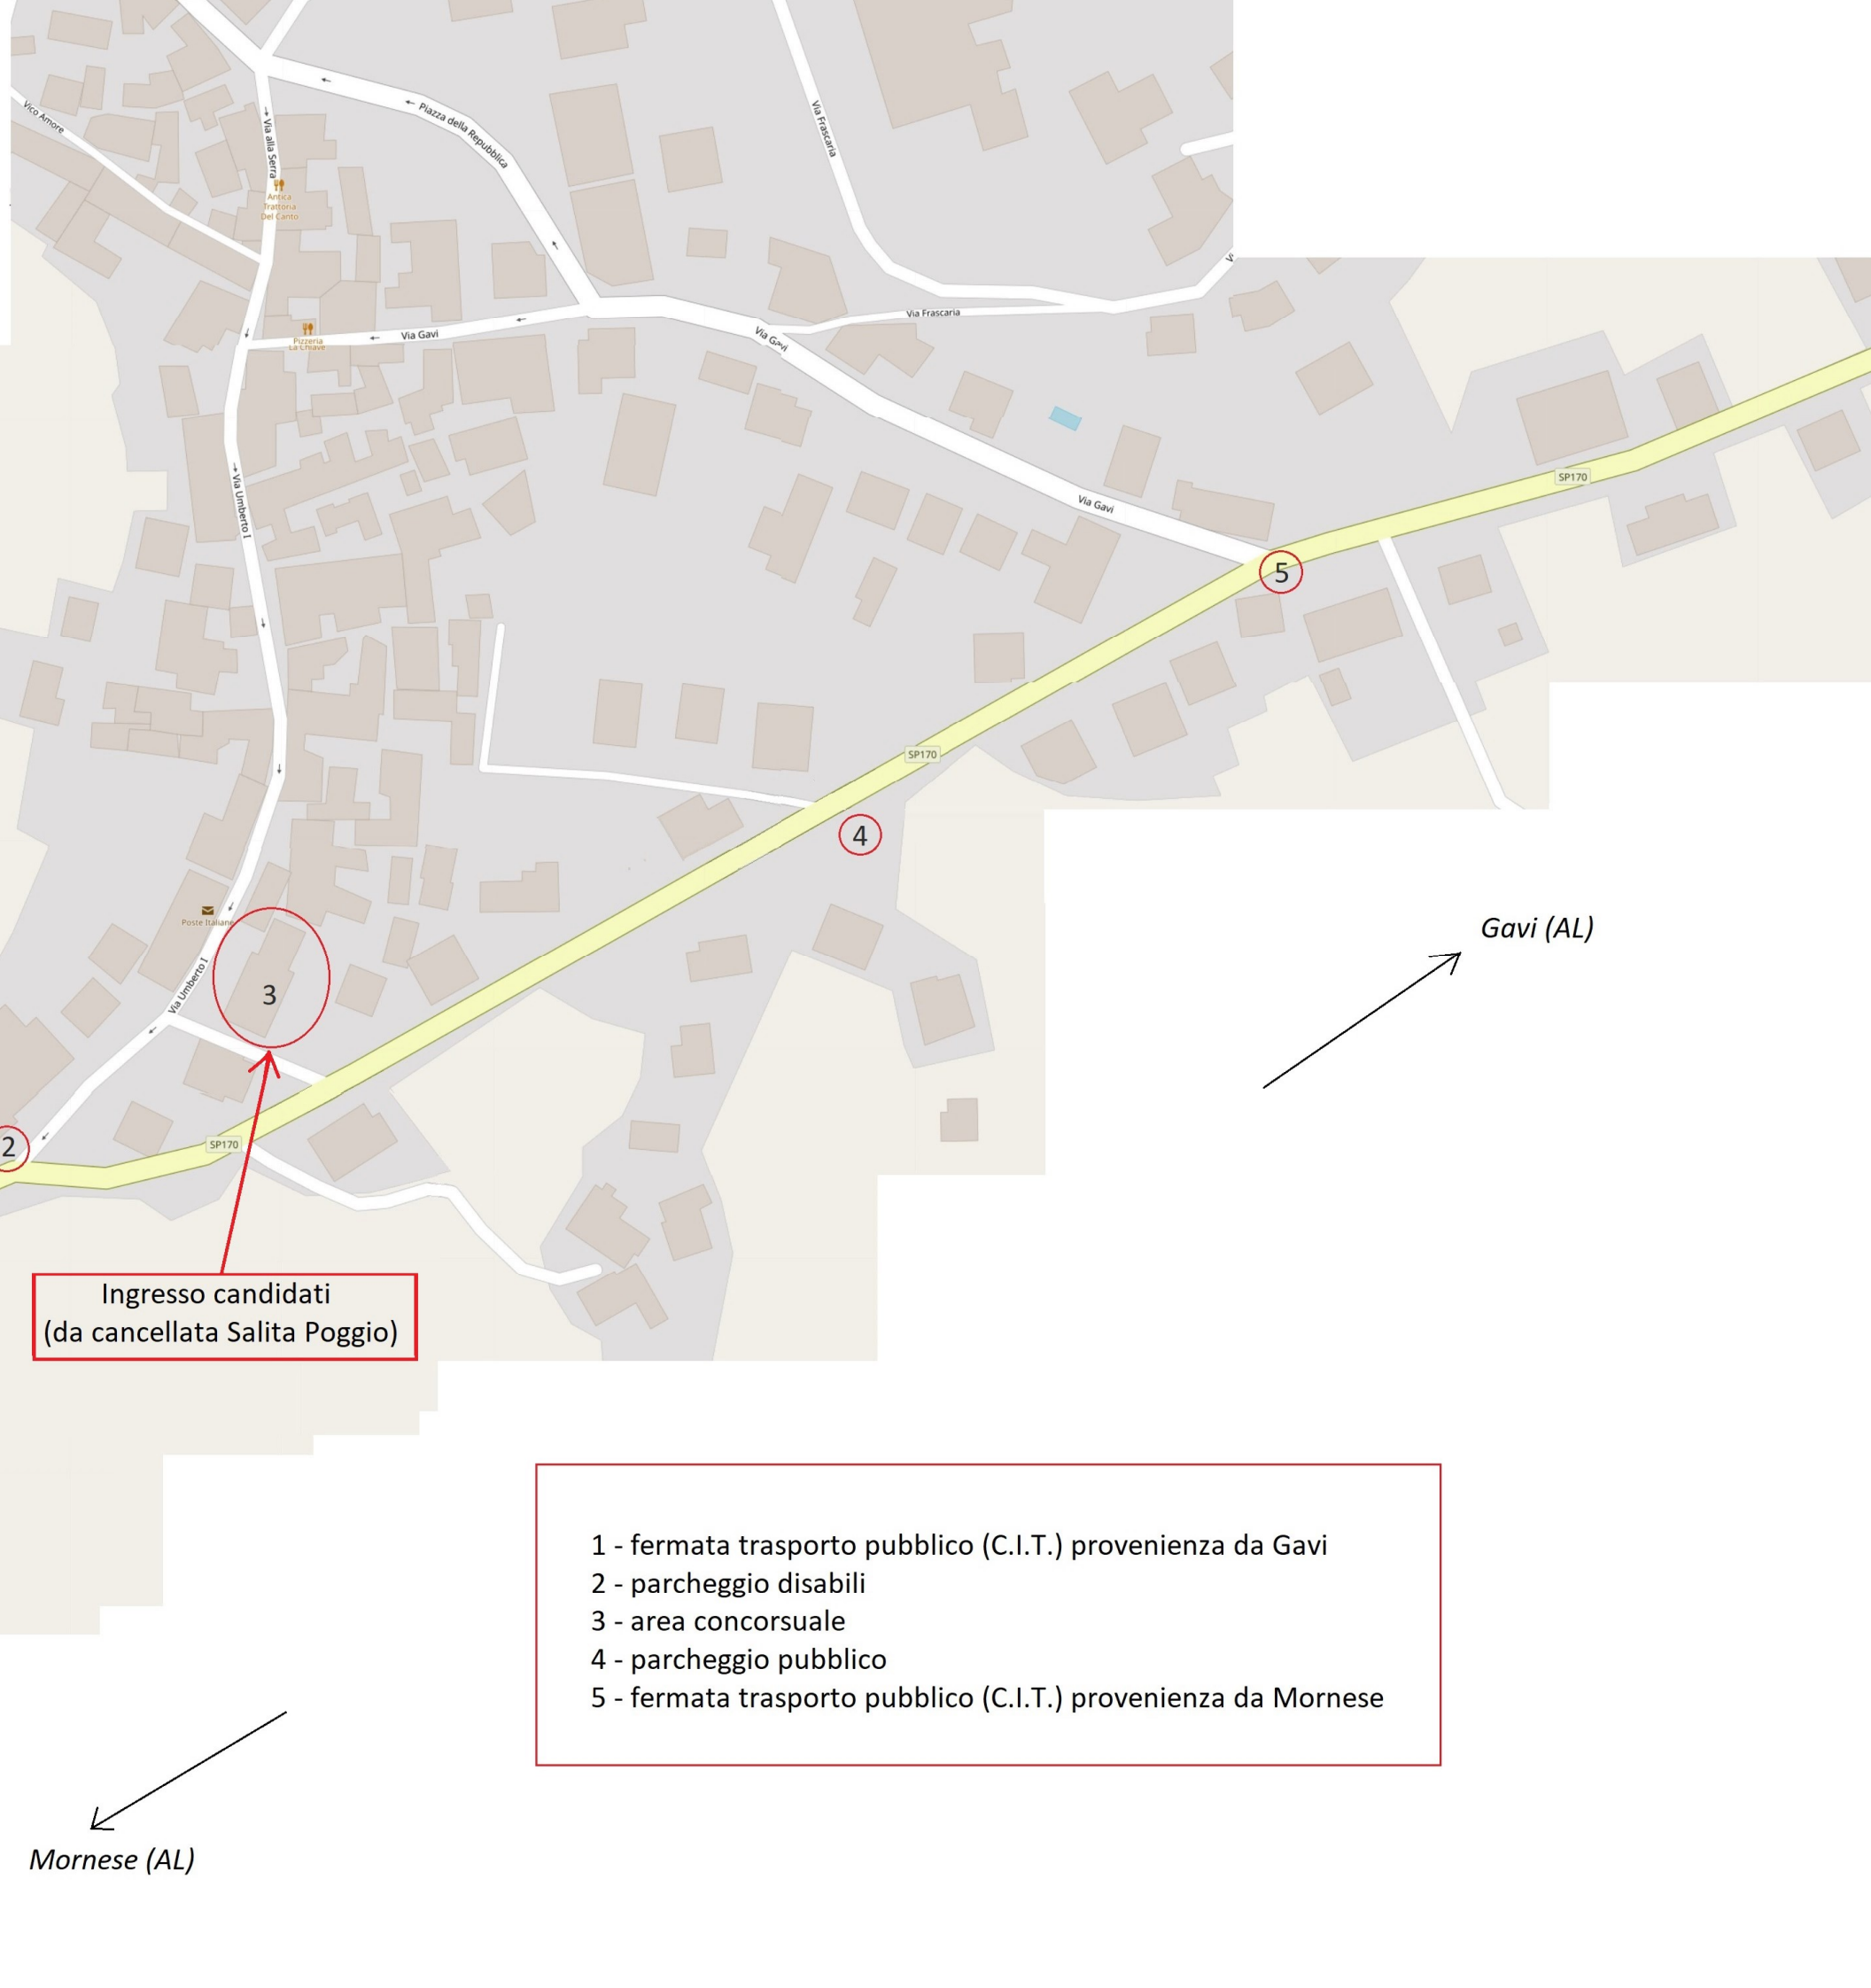 Vico Amore
Via alla Serra
Piazza della Repubblica
Via Frascaria
Antica
Trattoria
Del Canto
Pizzeria
La Chiave
Via Gavi
Via Gavi
Via Frascaria
Via Gavi
SP170
Via Umberto I
5
SP170
4
Poste Italiane
Via Umberto I
3
2
SP170
Gavi (AL)
Ingresso candidati
(da cancellata Salita Poggio)
1 - fermata trasporto pubblico (C.I.T.) provenienza da Gavi
2 - parcheggio disabili
3 - area concorsuale
4 - parcheggio pubblico
5 - fermata trasporto pubblico (C.I.T.) provenienza da Mornese
Mornese (AL)